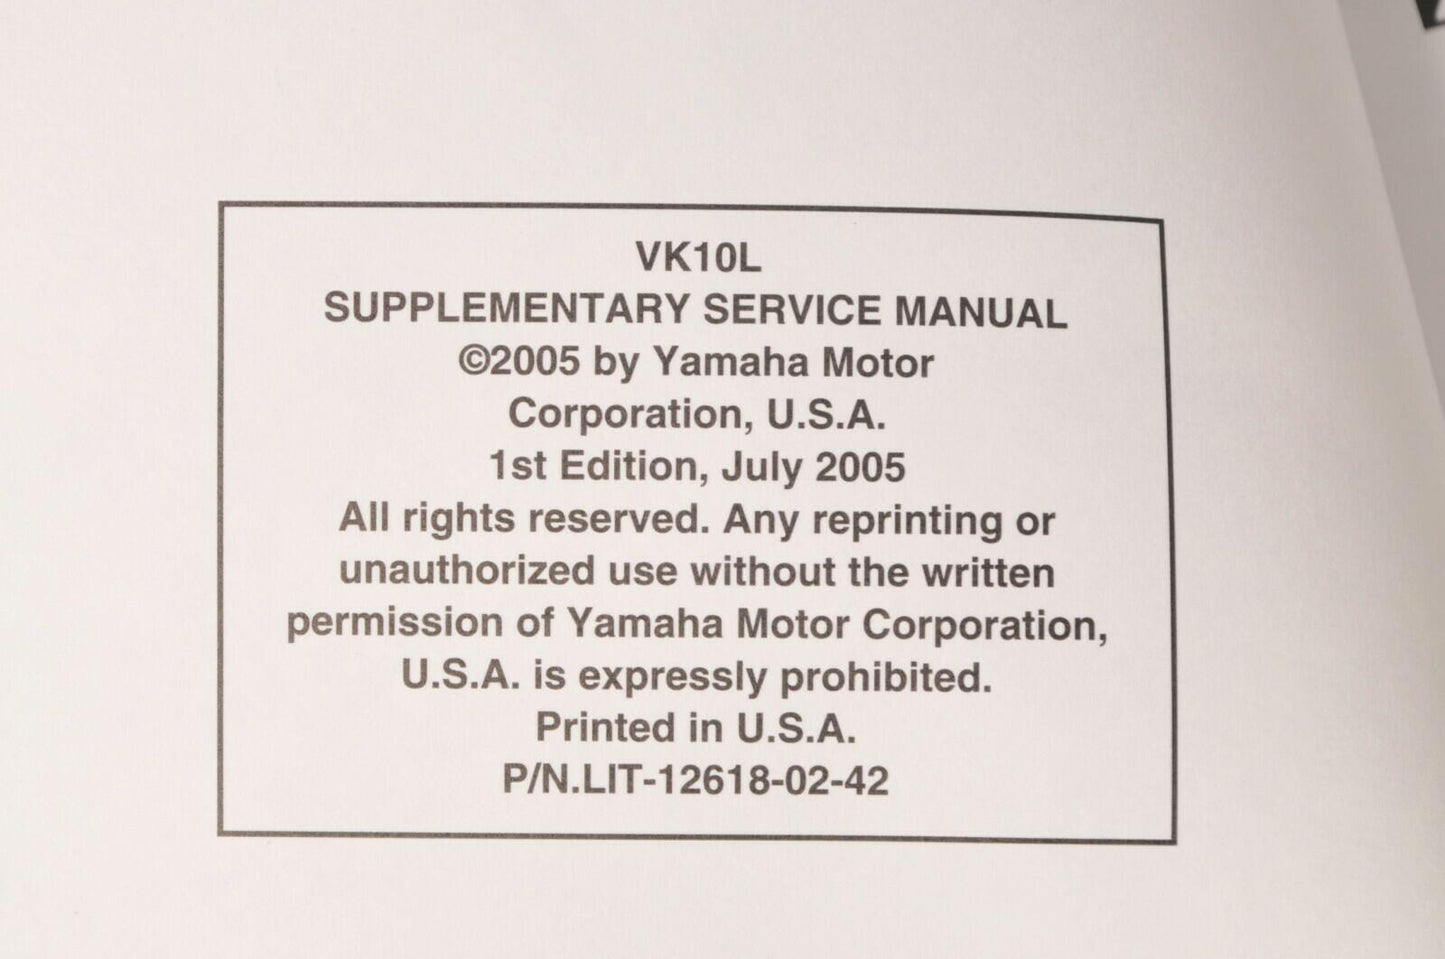 VK10L
SUPPLEMENTARY SERVICE MANUAL
©2005 by Yamaha Motor
Corporation, U.S.A.
1st Edition, July 2005
All rights reserved. Any reprinting or
unauthorized use without the written
permission of Yamaha Motor Corporation,
U.S.A. is expressly prohibited.
Printed in U.S.A.
P/N.LIT-12618-02-42